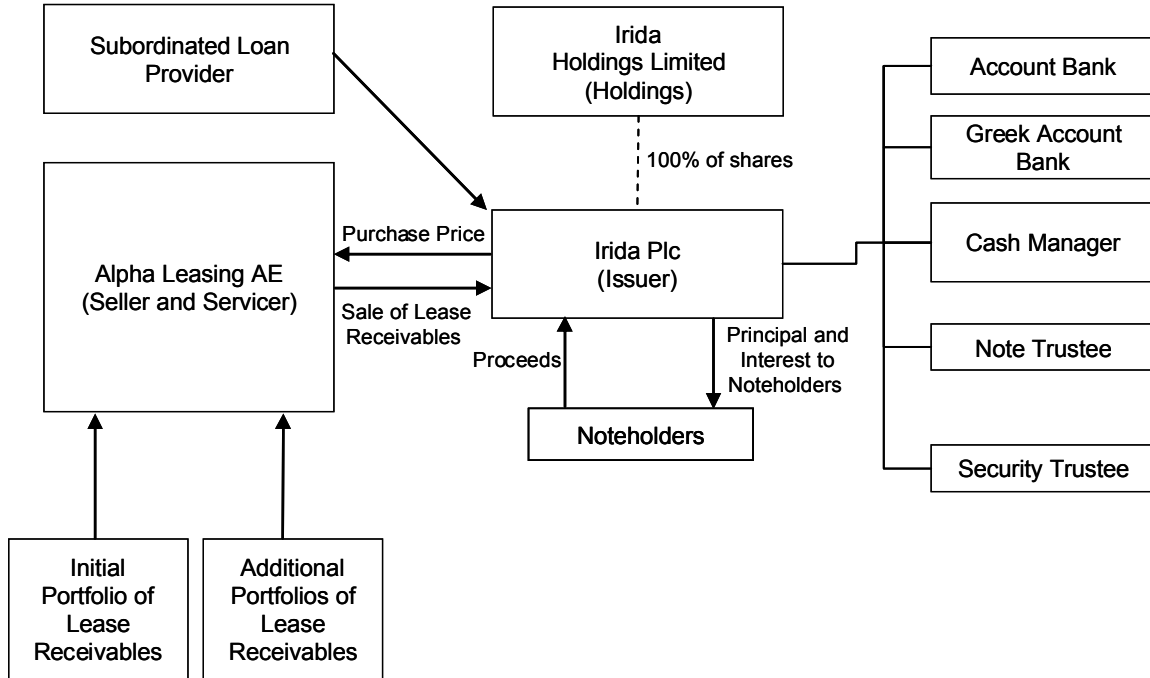 Subordinated Loan
Provider
Irida
Holdings Limited
(Holdings)
Account Bank
Greek Account
Bank
100% of shares
Purchase Price
Alpha Leasing AE
(Seller and Servicer)
Irida Plc
(Issuer)
Cash Manager
Sale of Lease
Receivables
Proceeds
Principal and
Interest to
Noteholders
Note Trustee
Noteholders
Security Trustee
Initial
Portfolio of
Lease
Receivables
Additional
Portfolios of
Lease
Receivables